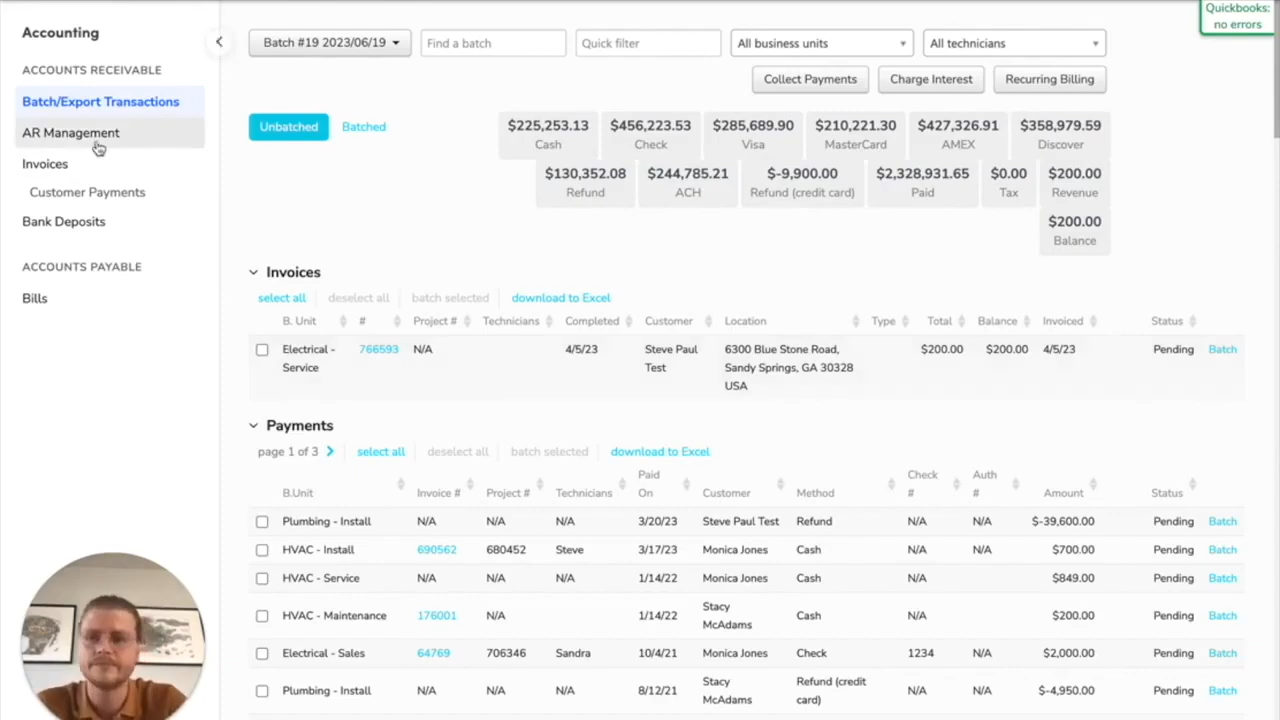 Accounting
ACCOUNTS RECEIVABLE
Batch/Export Transactions
AR Management
Invoices
Customer Payments
Bank Deposits
ACCOUNTS PAYABLE
Bills
Quickbooks:
no errors
Batch #19 2023/06/19
Find a batch
Quick filter
All business units
All technicians
Collect Payments
Charge Interest
Recurring Billing
Unbatched
Batched
$225,253.13 $456,223.53 $285,689.90 $210,221.30 $427,326.91 $358,979.59
Cash Check Visa MasterCard AMEX Discover
$130,352.08 $244,785.21 $-9,900.00 $2,328,931.65 $0.00 $200.00
Refund ACH Refund (credit card) Paid Tax Revenue
$200.00
Balance
Invoices
select all deselect all batch selected download to Excel
B. Unit # Project # Technicians Completed Customer Location Type Total Balance Invoiced Status
Electrical - 766593 N/A 4/5/23 Steve Paul 6300 Blue Stone Road, $200.00 $200.00 4/5/23 Pending Batch
Service Test Sandy Springs, GA 30328
USA
Payments
page 1 of 3 select all deselect all batch selected download to Excel
Paid Check Auth
B.Unit Invoice # Project # Technicians On Customer Method # # Amount Status
Plumbing - Install N/A N/A N/A 3/20/23 Steve Paul Test Refund N/A N/A $-39,600.00 Pending Batch
HVAC - Install 690562 680452 Steve 3/17/23 Monica Jones Cash N/A N/A $700.00 Pending Batch
HVAC - Service N/A N/A N/A 1/14/22 Monica Jones Cash N/A $849.00 Pending Batch
HVAC - Maintenance 176001 N/A 1/14/22 Stacy McAdams Cash N/A $200.00 Pending Batch
Electrical - Sales 64769 706346 Sandra 10/4/21 Monica Jones Check 1234 N/A $2,000.00 Pending Batch
Plumbing - Install N/A N/A N/A 8/12/21 Stacy McAdams Refund (credit card) N/A N/A $-4,950.00 Pending Batch